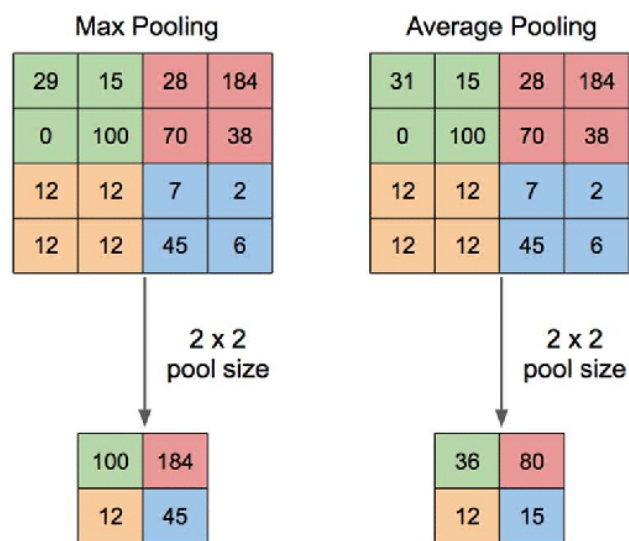 Max Pooling
29 15 28 184
0 100 70 38
12 12 7 2
12 12 45 6
2 x 2
pool size
100 184
12 45
Average Pooling
31 15 28 184
0 100 70 38
12 12 7 2
12 12 45 6
2 x 2
pool size
36 80
12 15